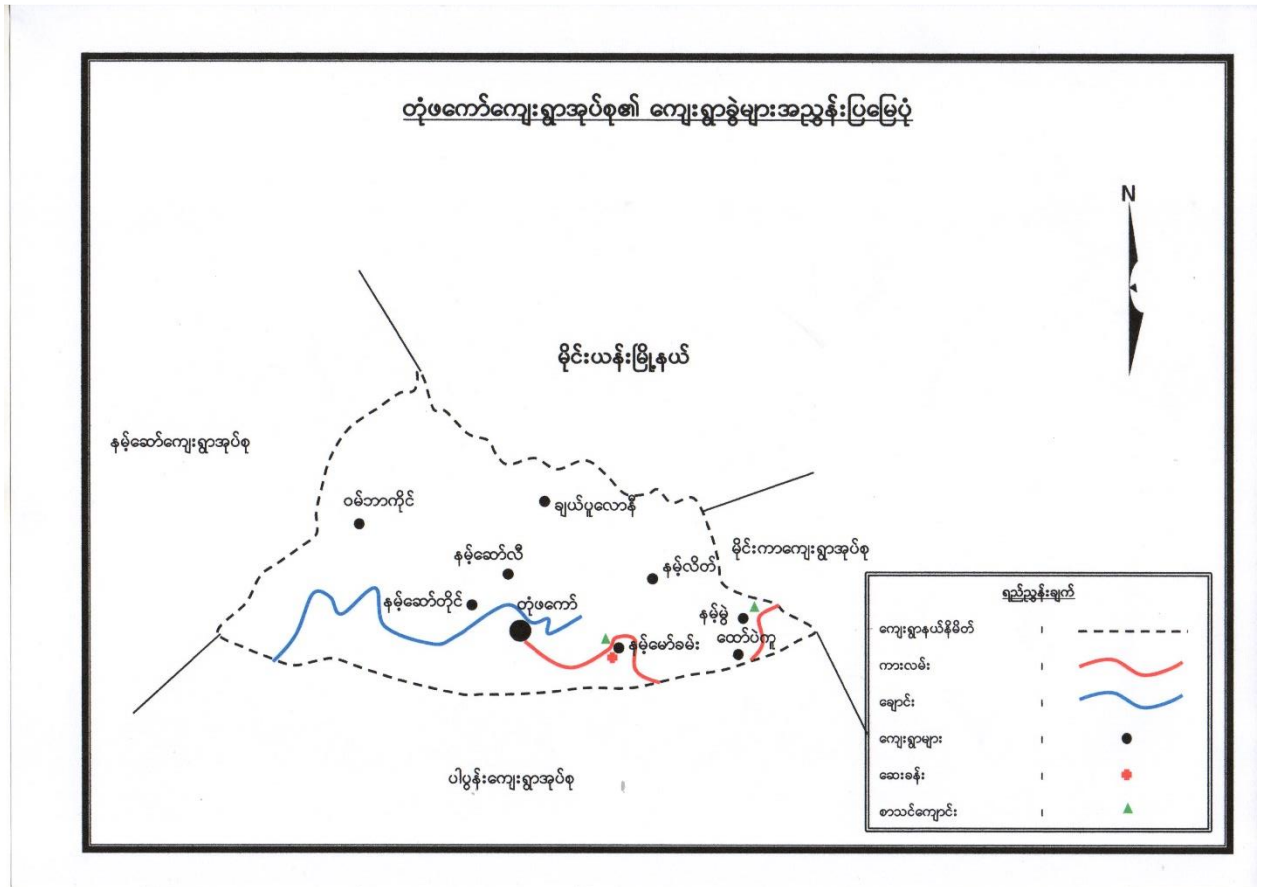 တုံဖကော်ကျေးရွာအုပ်စု၏ ကျေးရွာခွဲများအညွှန်းပြမြေပုံ
N
မိုင်းယန်းမြို့နယ်
နမ့်ဆော်ကျေးရွာအုပ်စု
ဝမ်ဘာကိုင်
ချယ်ပူလောနီ
မိုင်းကာကျေးရွာအုပ်စု
နမ့်ဆော်လီ
နမ့်လိတ်
နမ့်ဆော်တိုင်
တုံဖကော်
နမ့်မွဲ
ထော်ပဲကူ
နမ့်မော်ခမ်း
ပါပွန်းကျေးရွာအုပ်စု
ရည်ညွှန်းချက်
ကျေးရွာနယ်နိမိတ် ၊
ကားလမ်း ၊
ချောင်း ၊
ကျေးရွာများ ၊
ဆေးခန်း ၊
စာသင်ကျောင်း ၊